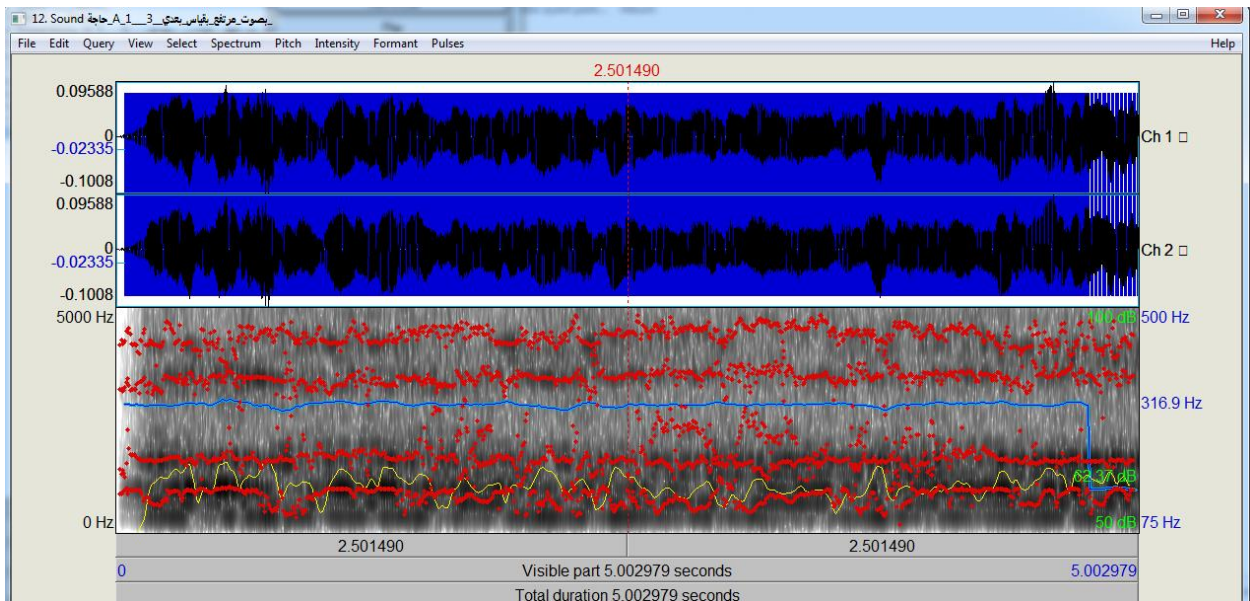 12. Sound حاجة_A_1__3__بصوت_مرتفع_بقياس_بعدي_
File Edit Query View Select Spectrum Pitch Intensity Formant Pulses Help
2.501490
0.09588
0
-0.02335
-0.1008
Ch 1
0.09588
0
-0.02335
-0.1008
Ch 2
5000 Hz
100 dB 500 Hz
316.9 Hz
62.37 dB
0 Hz
50 dB 75 Hz
2.501490 2.501490
0 Visible part 5.002979 seconds 5.002979
Total duration 5.002979 seconds